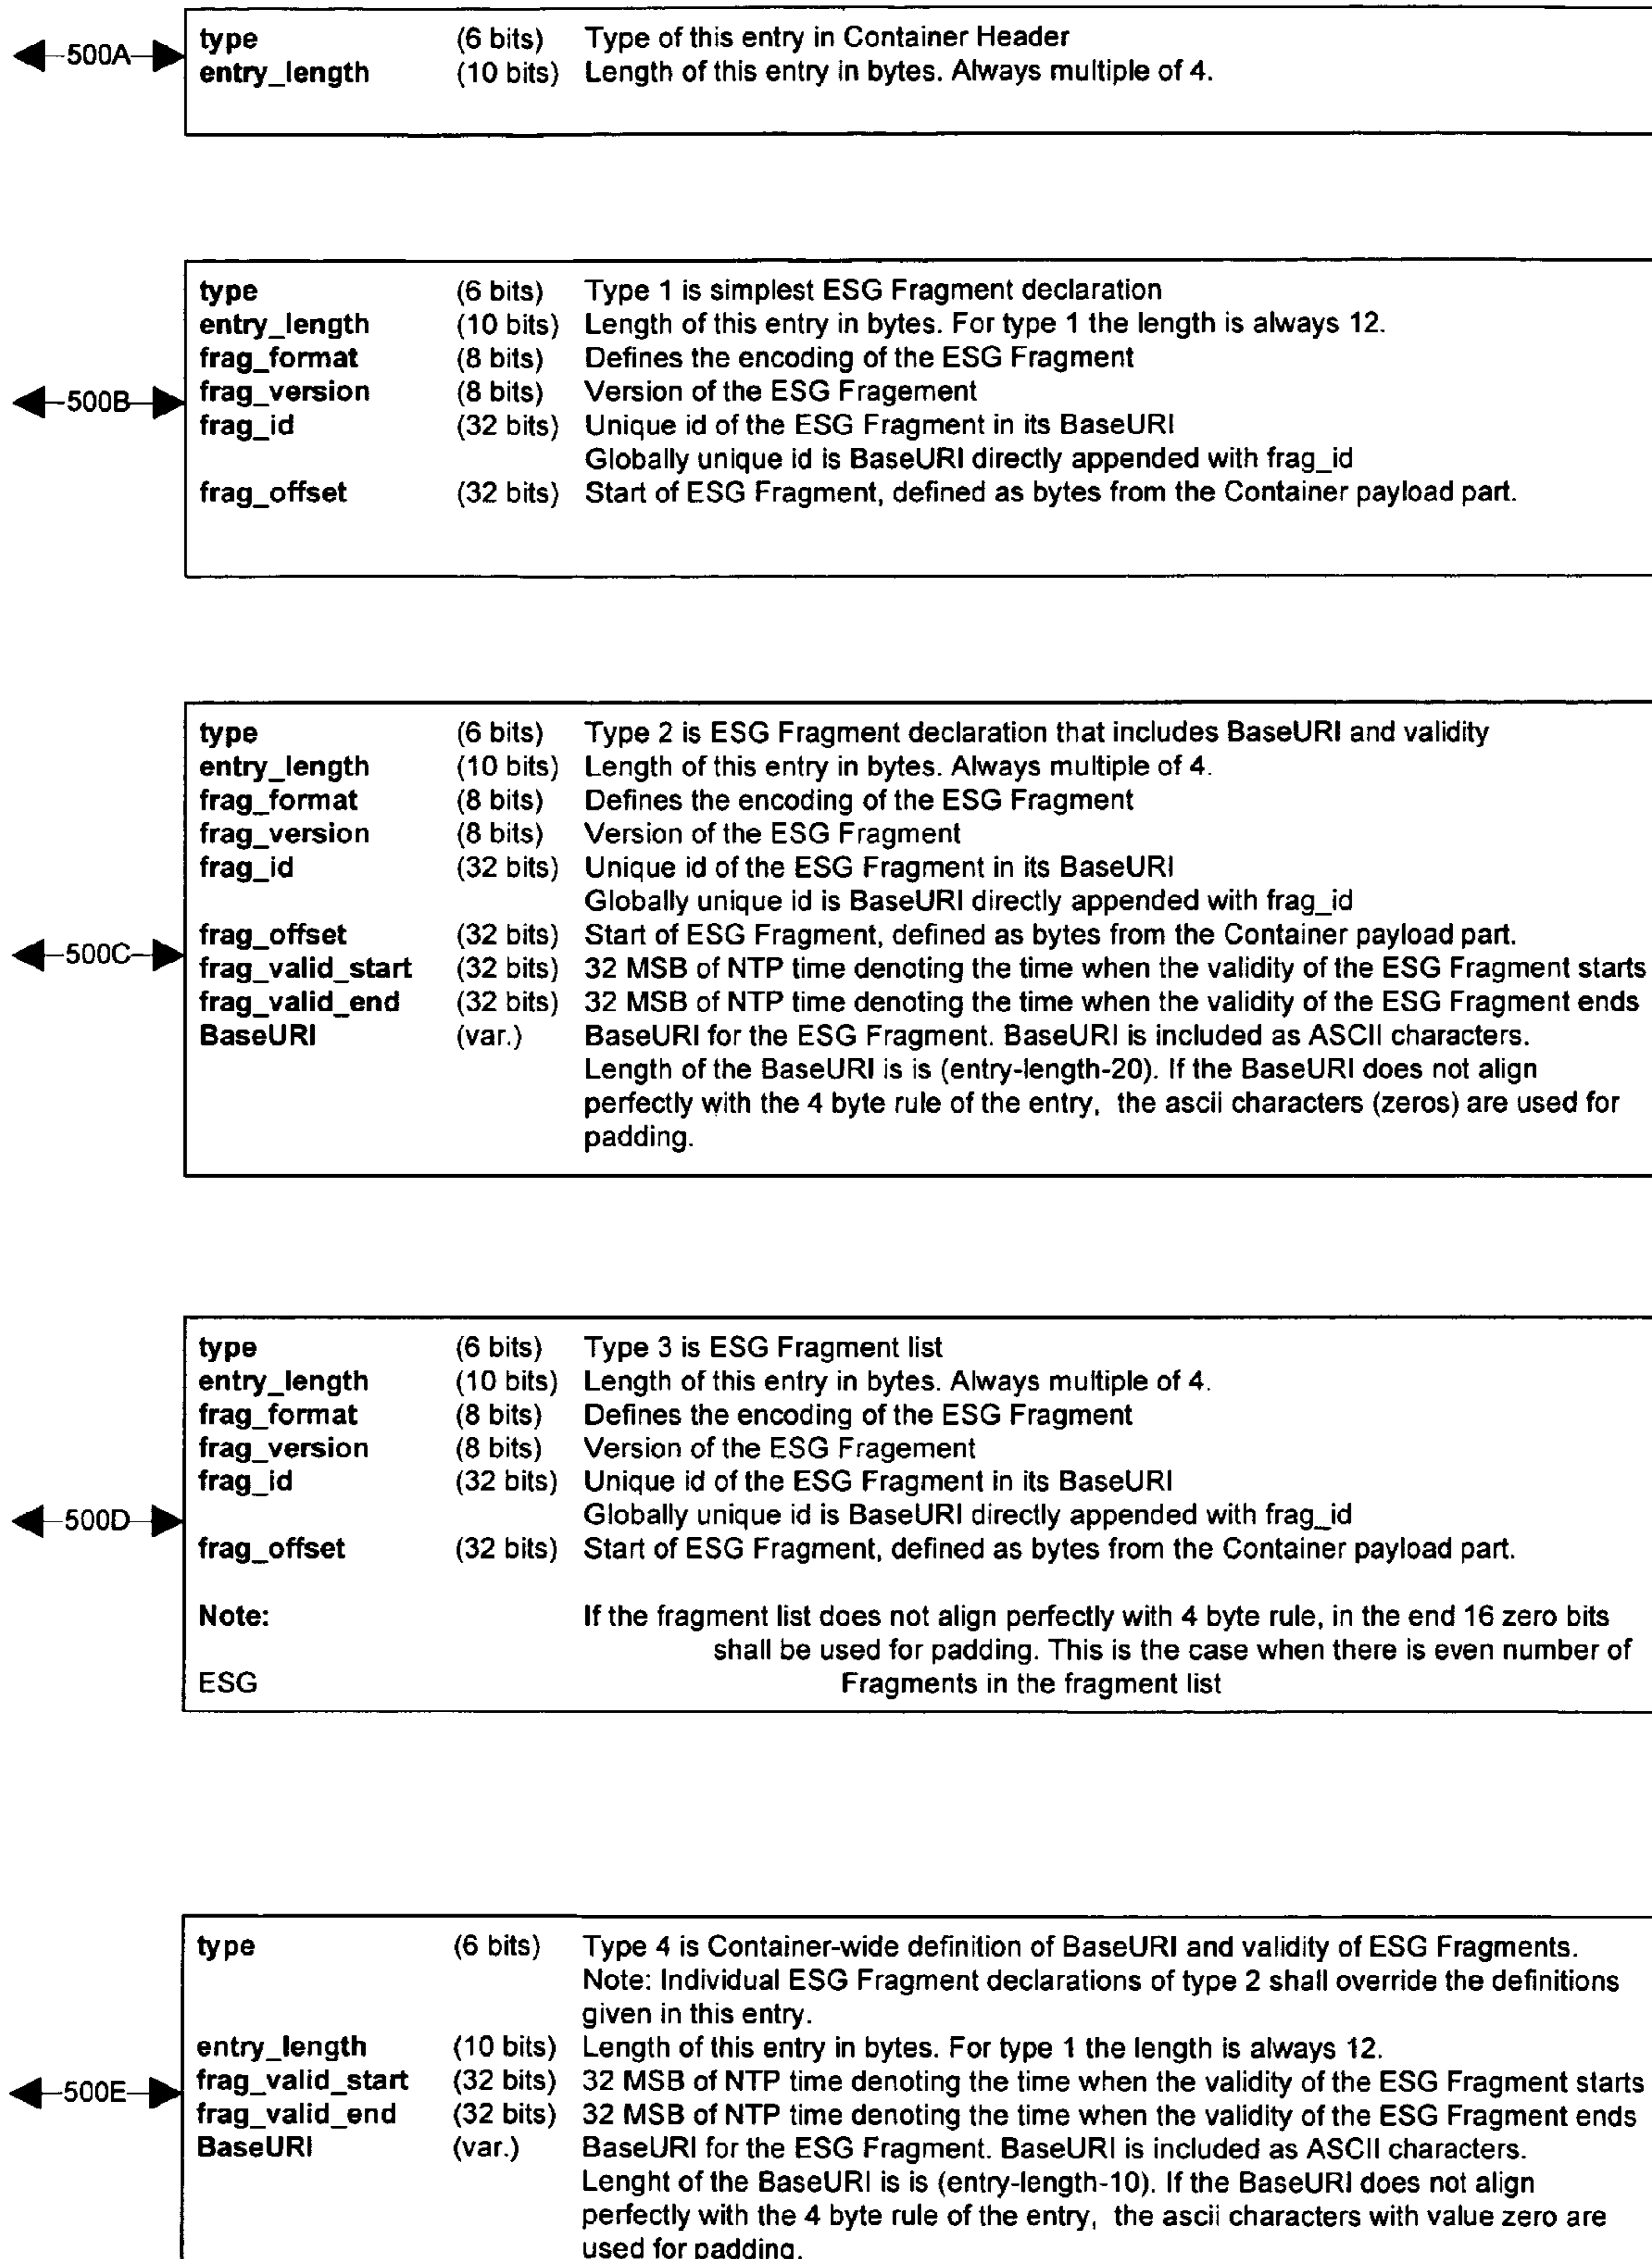 type (6 bits) Type of this entry in Container Header
500A
entry_length (10 bits) Length of this entry in bytes. Always multiple of 4.
type (6 bits) Type 1 is simplest ESG Fragment declaration
entry_length (10 bits) Length of this entry in bytes. For type 1 the length is always 12.
frag_format (8 bits) Defines the encoding of the ESG Fragment
500B
frag_version (8 bits) Version of the ESG Fragement
frag_id (32 bits) Unique id of the ESG Fragment in its BaseURI
Globally unique id is BaseURI directly appended with frag_id
frag_offset (32 bits) Start of ESG Fragment, defined as bytes from the Container payload part.
type (6 bits) Type 2 is ESG Fragment declaration that includes BaseURI and validity
entry_length (10 bits) Length of this entry in bytes. Always multiple of 4.
frag_format (8 bits) Defines the encoding of the ESG Fragment
frag_version (8 bits) Version of the ESG Fragment
frag_id (32 bits) Unique id of the ESG Fragment in its BaseURI
Globally unique id is BaseURI directly appended with frag_id
frag_offset (32 bits) Start of ESG Fragment, defined as bytes from the Container payload part.
500C
frag_valid_start (32 bits) 32 MSB of NTP time denoting the time when the validity of the ESG Fragment starts
frag_valid_end (32 bits) 32 MSB of NTP time denoting the time when the validity of the ESG Fragment ends
BaseURI (var.) BaseURI for the ESG Fragment. BaseURI is included as ASCII characters.
Length of the BaseURI is is (entry-length-20). If the BaseURI does not align
perfectly with the 4 byte rule of the entry, the ascii characters (zeros) are used for
padding.
type (6 bits) Type 3 is ESG Fragment list
entry_length (10 bits) Length of this entry in bytes. Always multiple of 4.
frag_format (8 bits) Defines the encoding of the ESG Fragment
frag_version (8 bits) Version of the ESG Fragement
frag_id (32 bits) Unique id of the ESG Fragment in its BaseURI
Globally unique id is BaseURI directly appended with frag_id
500D
frag_offset (32 bits) Start of ESG Fragment, defined as bytes from the Container payload part.
Note: If the fragment list does not align perfectly with 4 byte rule, in the end 16 zero bits
shall be used for padding. This is the case when there is even number of
ESG Fragments in the fragment list
type (6 bits) Type 4 is Container-wide definition of BaseURI and validity of ESG Fragments.
Note: Individual ESG Fragment declarations of type 2 shall override the definitions
given in this entry.
entry_length (10 bits) Length of this entry in bytes. For type 1 the length is always 12.
500E
frag_valid_start (32 bits) 32 MSB of NTP time denoting the time when the validity of the ESG Fragment starts
frag_valid_end (32 bits) 32 MSB of NTP time denoting the time when the validity of the ESG Fragment ends
BaseURI (var.) BaseURI for the ESG Fragment. BaseURI is included as ASCII characters.
Lenght of the BaseURI is is (entry-length-10). If the BaseURI does not align
perfectly with the 4 byte rule of the entry, the ascii characters with value zero are
used for padding.